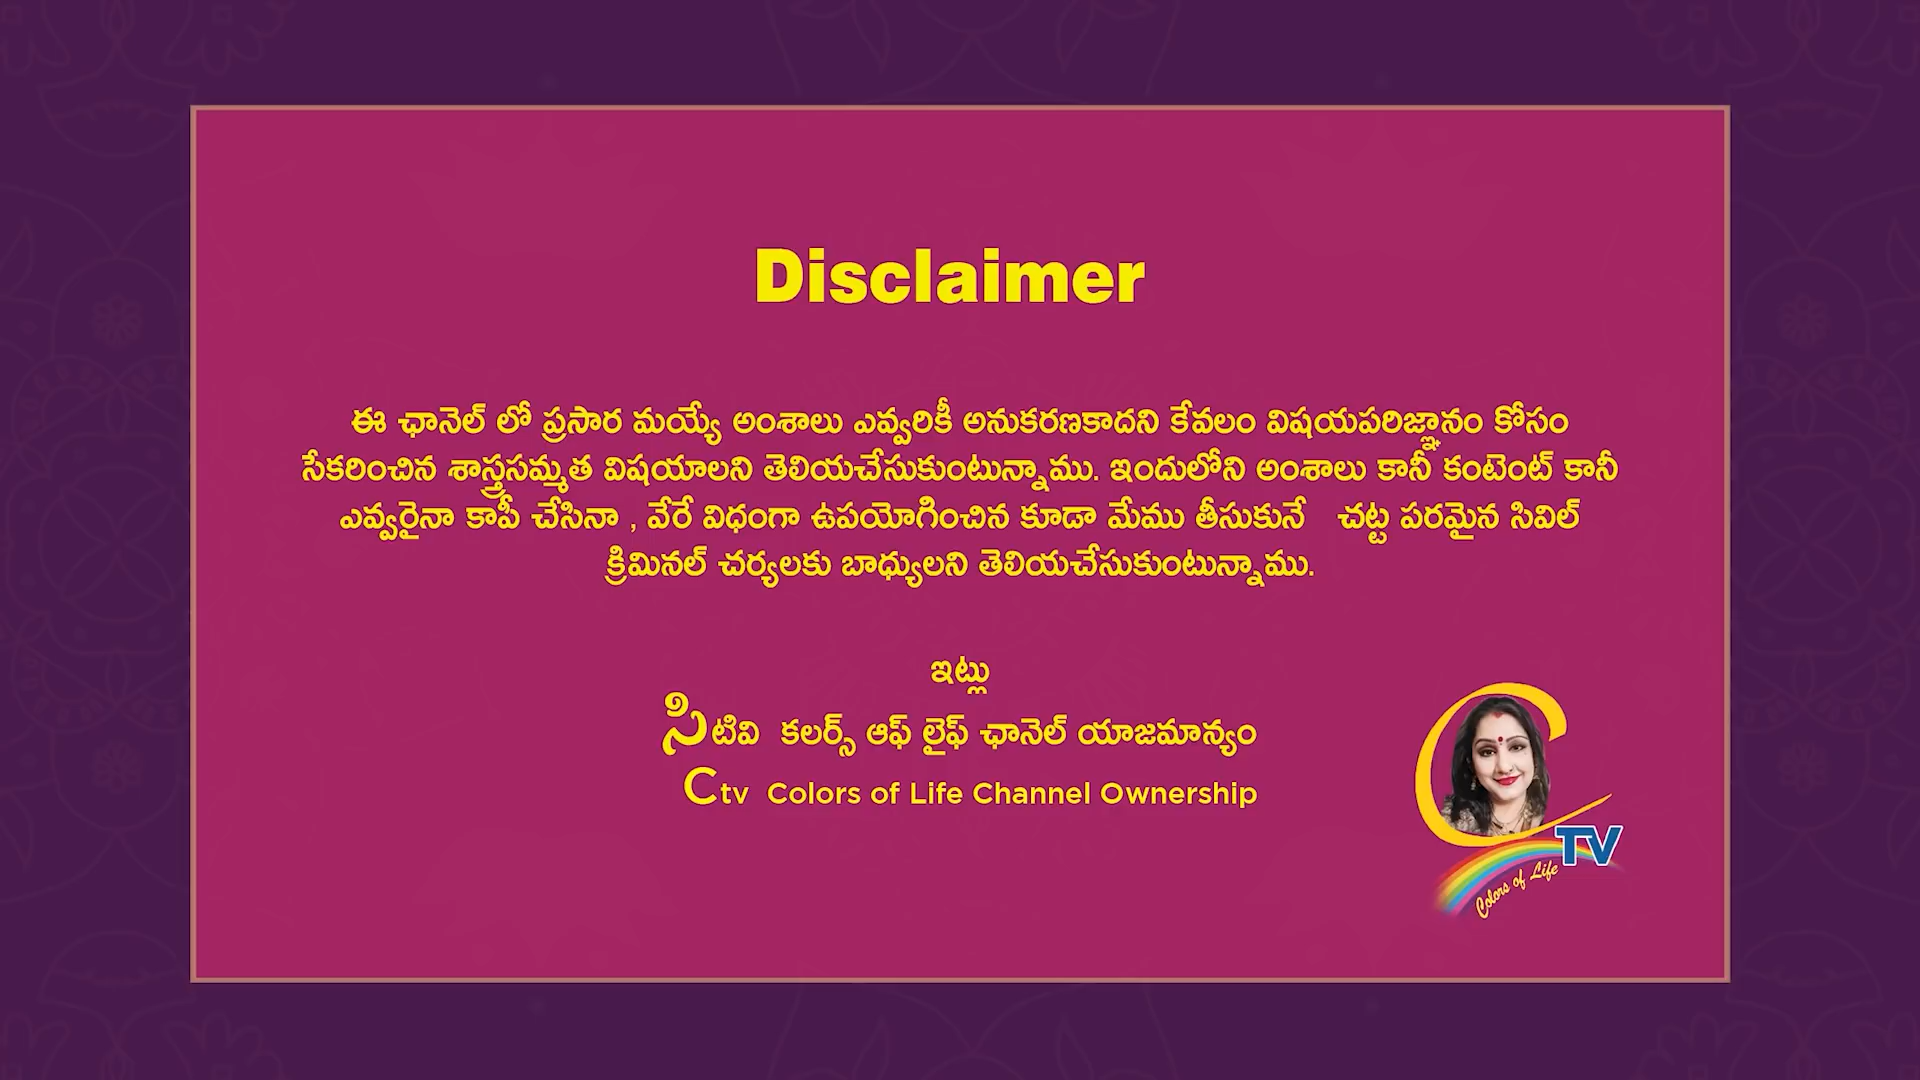 Disclaimer
ఈ ఛానెల్ లో ప్రసార మయ్యే అంశాలు ఎవ్వరికీ అనుకరణకాదని కేవలం విషయపరిజ్ఞానం కోసం
సేకరించిన శాస్త్రసమ్మత విషయాలని తెలియచేసుకుంటున్నాము. ఇందులోని అంశాలు కానీ కంటెంట్ కానీ
ఎవ్వరైనా కాపీ చేసినా , వేరే విధంగా ఉపయోగించిన కూడా మేము తీసుకునే చట్ట పరమైన సివిల్
క్రిమినల్ చర్యలకు బాధ్యులని తెలియచేసుకుంటున్నాము.
ఇట్లు
సిటివి కలర్స్ ఆఫ్ లైఫ్ ఛానెల్ యాజమాన్యం
Ctv Colors of Life Channel Ownership
C TV
Colors of Life